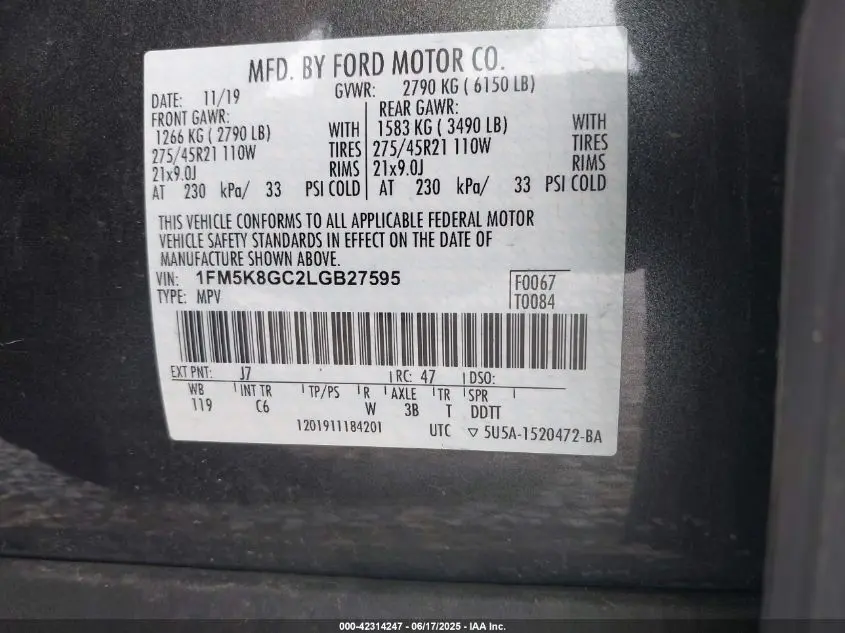 MFD. BY FORD MOTOR CO.
DATE: 11/19 GVWR: 2790 KG ( 6150 LB)
FRONT GAWR: REAR GAWR:
1266 KG ( 2790 LB) WITH 1583 KG ( 3490 LB) WITH
275/45R21 110W TIRES 275/45R21 110W TIRES
21x9.0J RIMS 21x9.0J RIMS
AT 230 kPa/ 33 PSI COLD AT 230 kPa/ 33 PSI COLD
THIS VEHICLE CONFORMS TO ALL APPLICABLE FEDERAL MOTOR
VEHICLE SAFETY STANDARDS IN EFFECT ON THE DATE OF
MANUFACTURE SHOWN ABOVE.
VIN: 1FM5K8GC2LGB27595 F0067
TYPE: MPV T0084
EXT PNT: J7 RC: 47 DSO:
WB INT TR TP/PS R AXLE TR SPR
119 C6 W 3B T DDTT
1201911184201 UTC ▽ 5U5A-1520472-BA
000-42314247 - 06/17/2025 - IAA Inc.